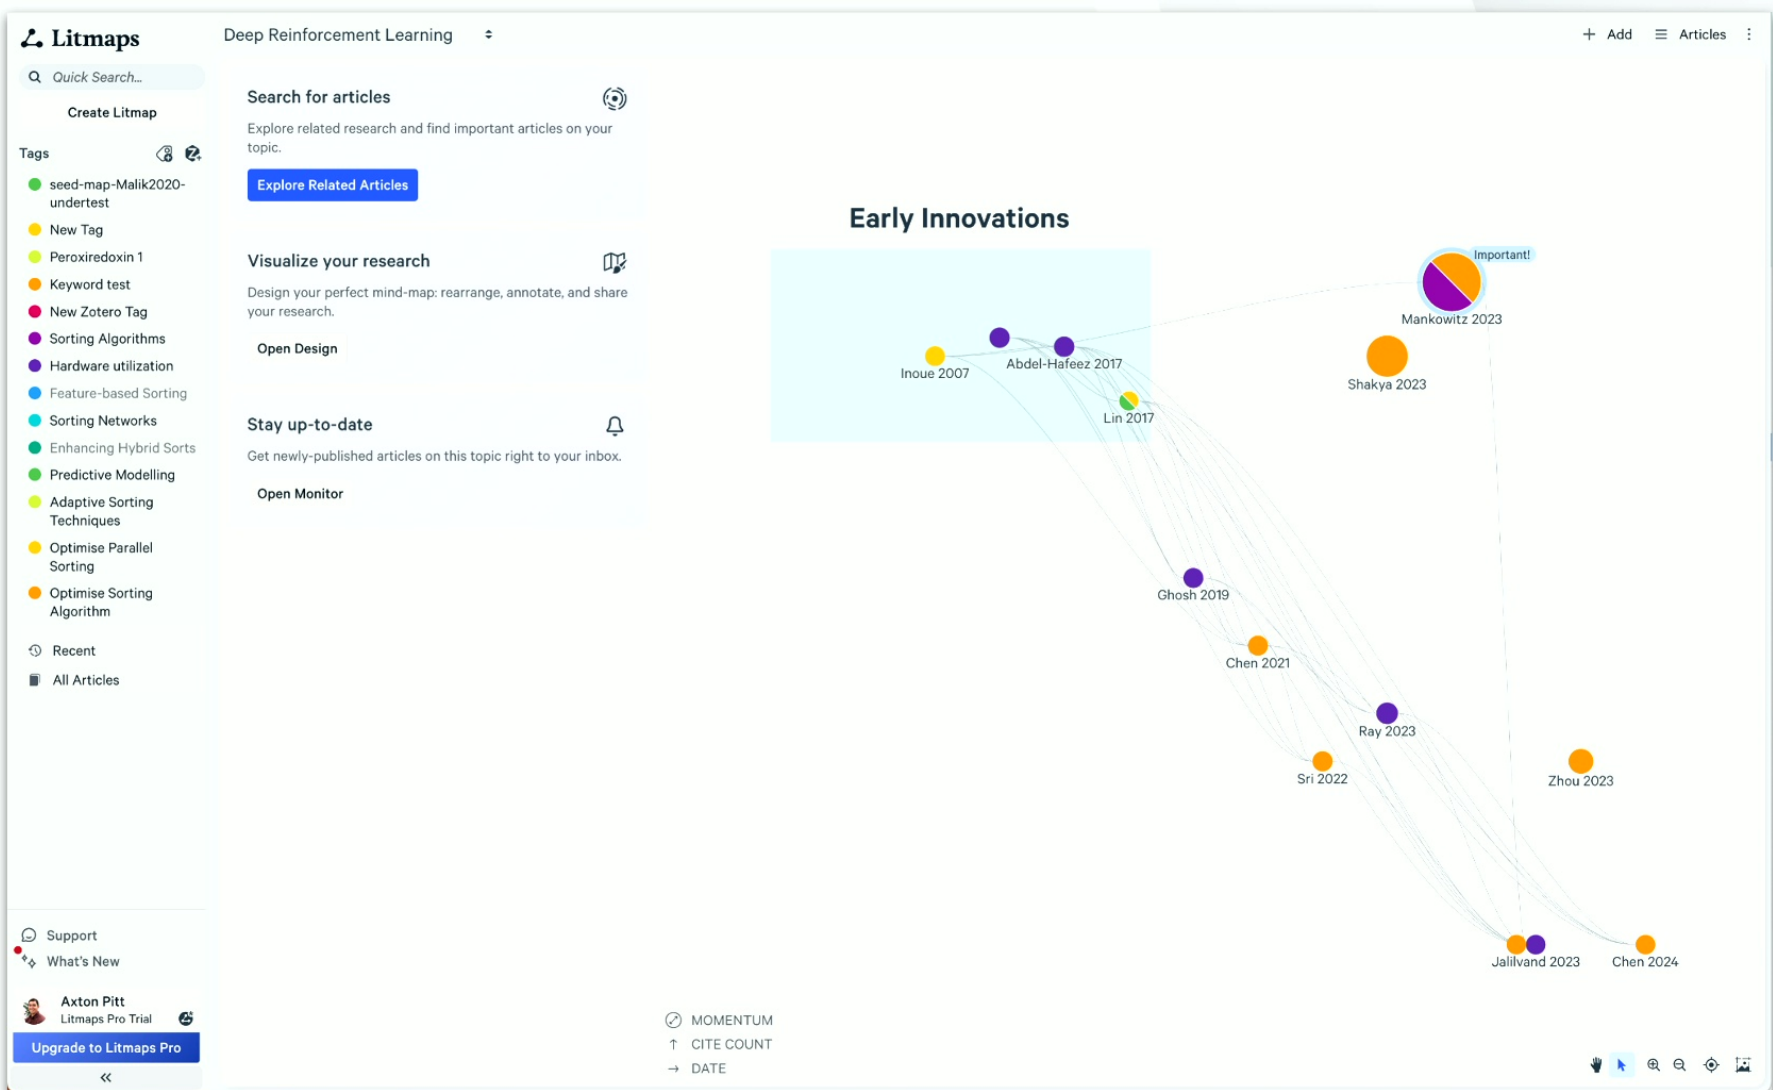 Litmaps
Quick Search...
Create Litmap
Tags
seed-map-Malik2020-
undertest
New Tag
Peroxiredoxin 1
Keyword test
New Zotero Tag
Sorting Algorithms
Hardware utilization
Feature-based Sorting
Sorting Networks
Enhancing Hybrid Sorts
Predictive Modelling
Adaptive Sorting
Techniques
Optimise Parallel
Sorting
Optimise Sorting
Algorithm
Recent
All Articles
Support
What's New
Axton Pitt
Litmaps Pro Trial
Upgrade to Litmaps Pro
«
Deep Reinforcement Learning
Add
Articles
Search for articles
Explore related research and find important articles on your
topic.
Explore Related Articles
Visualize your research
Design your perfect mind-map: rearrange, annotate, and share
your research.
Open Design
Stay up-to-date
Get newly-published articles on this topic right to your inbox.
Open Monitor
Early Innovations
Important!
Mankowitz 2023
Shakya 2023
Inoue 2007
Abdel-Hafeez 2017
Lin 2017
Ghosh 2019
Chen 2021
Ray 2023
Sri 2022
Zhou 2023
Jalilvand 2023
Chen 2024
MOMENTUM
↑ CITE COUNT
→ DATE